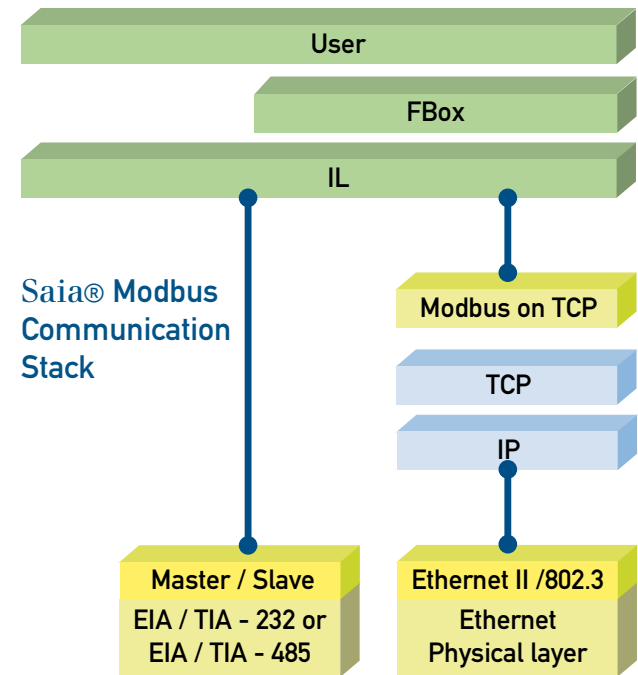 User
FBox
IL
Saia® Modbus
Communication
Stack
Modbus on TCP
TCP
IP
Master / Slave
EIA / TIA - 232 or
EIA / TIA - 485
Ethernet II /802.3
Ethernet
Physical layer